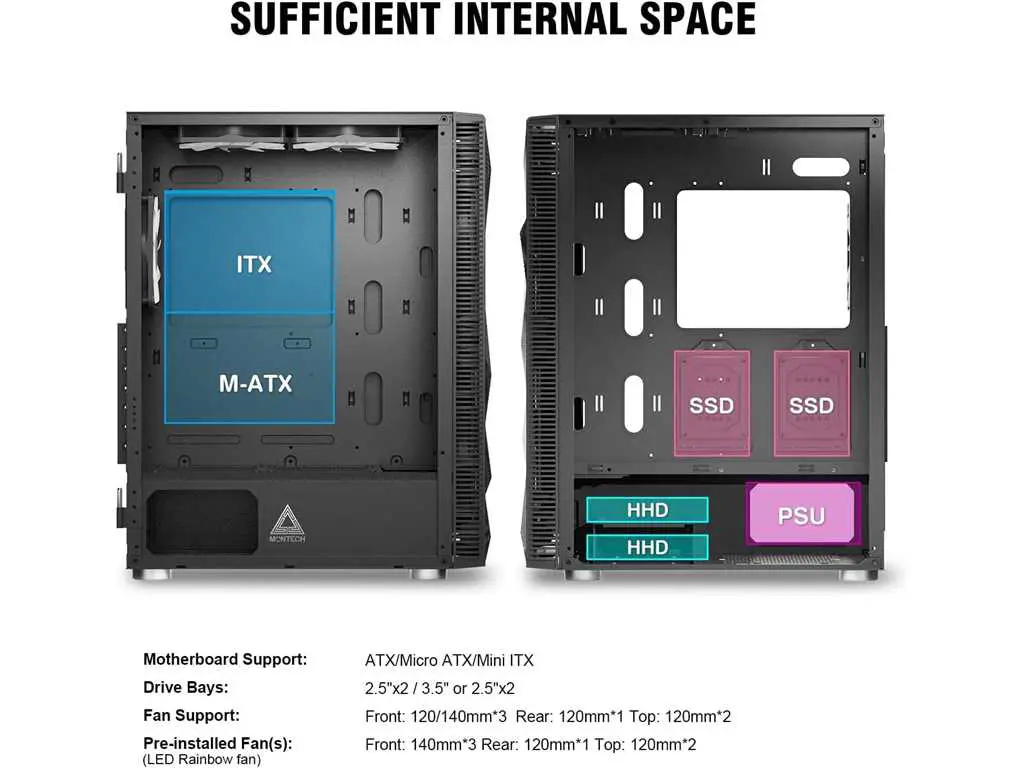 SUFFICIENT INTERNAL SPACE
ITX
M-ATX
MONTECH
SSD SSD
HHD
HHD
PSU
Motherboard Support: ATX/Micro ATX/Mini ITX
Drive Bays: 2.5"x2 / 3.5" or 2.5"x2
Fan Support: Front: 120/140mm*3 Rear: 120mm*1 Top: 120mm*2
Pre-installed Fan(s): Front: 140mm*3 Rear: 120mm*1 Top: 120mm*2
(LED Rainbow fan)